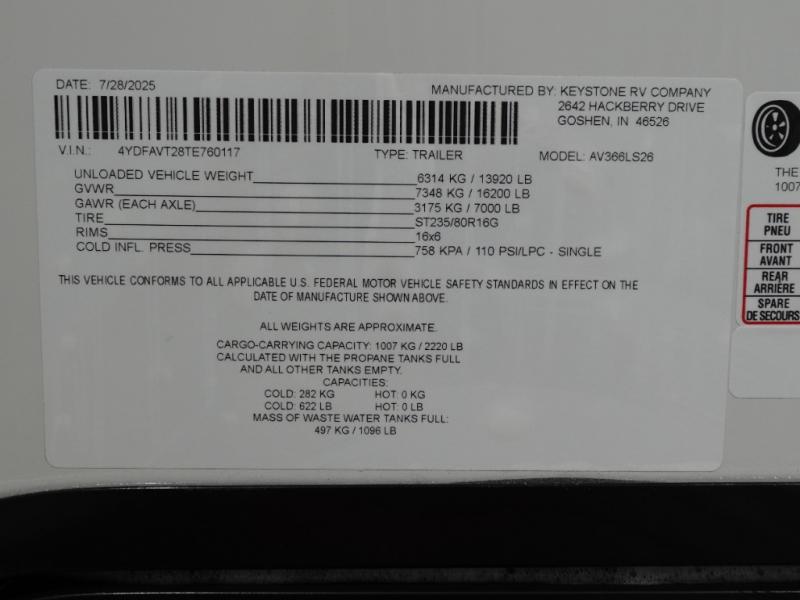 DATE: 7/28/2025
MANUFACTURED BY: KEYSTONE RV COMPANY
2642 HACKBERRY DRIVE
GOSHEN, IN 46526
V.I.N.: 4YDFAVT28TE760117 TYPE: TRAILER MODEL: AV366LS26
UNLOADED VEHICLE WEIGHT 6314 KG / 13920 LB
GVWR 7348 KG / 16200 LB
GAWR (EACH AXLE) 3175 KG / 7000 LB
TIRE ST235/80R16G
RIMS 16x6
COLD INFL. PRESS 758 KPA / 110 PSI/LPC - SINGLE
THIS VEHICLE CONFORMS TO ALL APPLICABLE U.S. FEDERAL MOTOR VEHICLE SAFETY STANDARDS IN EFFECT ON THE
DATE OF MANUFACTURE SHOWN ABOVE.
ALL WEIGHTS ARE APPROXIMATE.
CARGO-CARRYING CAPACITY: 1007 KG / 2220 LB
CALCULATED WITH THE PROPANE TANKS FULL
AND ALL OTHER TANKS EMPTY.
CAPACITIES:
COLD: 282 KG HOT: 0 KG
COLD: 622 LB HOT: 0 LB
MASS OF WASTE WATER TANKS FULL:
497 KG / 1096 LB
THE
1007
TIRE
PNEU
FRONT
AVANT
REAR
ARRIÈRE
SPARE
DE SECOURS